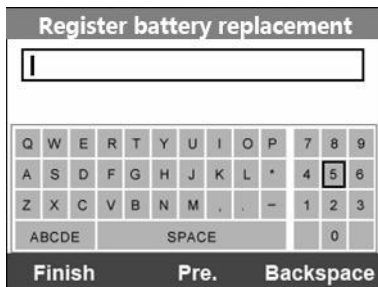 Register battery replacement
Q W E R T Y U I O P 7 8 9
A S D F G H J K L * 4 5 6
Z X C V B N M , . - 1 2 3
ABCDE SPACE 0
Finish Pre. Backspace